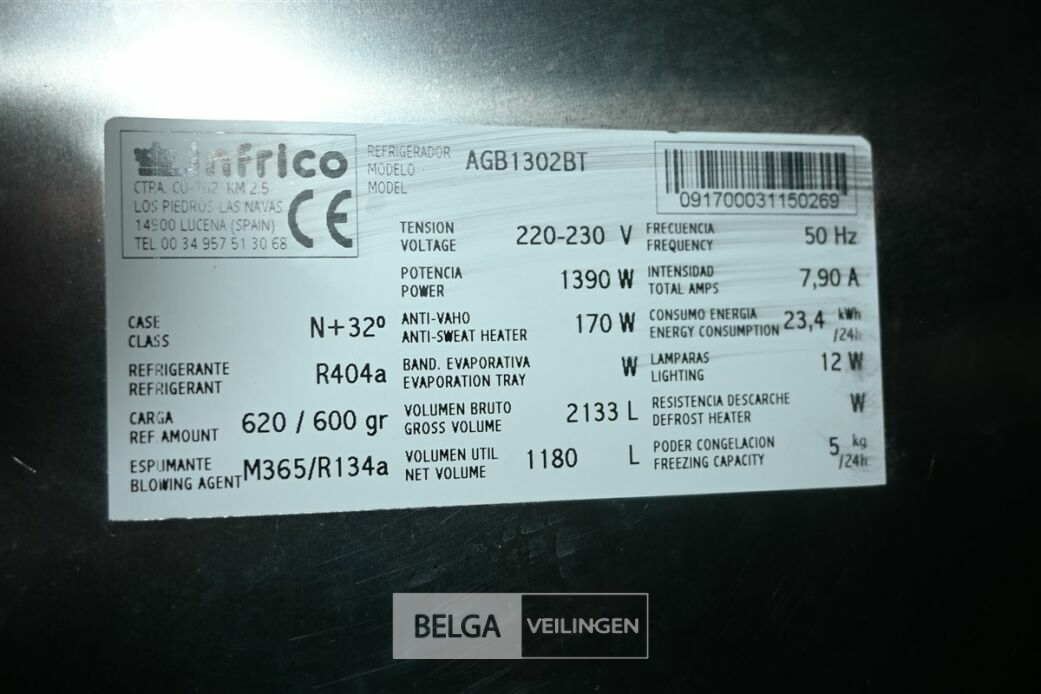 infrico
CTPA. CO-762 KM 2.5
LOS PIEDROS-LAS NAVAS
14900 LUCENA (SPAIN)
TEL 00 34 957 51 30 68
CE
REFRIGERADOR
MODELO
MODEL
AGB1302BT
091700031150269
TENSION
VOLTAGE
220-230 V
FRECUENCIA
FREQUENCY
50 Hz
POTENCIA
POWER
1390 W
INTENSIDAD
TOTAL AMPS
7,90 A
CASE
CLASS
N+32º
ANTI-VAHO
ANTI-SWEAT HEATER
170 W
CONSUMO ENERGIA
ENERGY CONSUMPTION
23,4 kWh
/24h
REFRIGERANTE
REFRIGERANT
R404a
BAND. EVAPORATIVA
EVAPORATION TRAY
W
LAMPARAS
LIGHTING
12 W
CARGA
REF. AMOUNT
620 / 600 gr
VOLUMEN BRUTO
GROSS VOLUME
2133 L
RESISTENCIA DESCARCHE
DEFROST HEATER
W
ESPUMANTE
BLOWING AGENT
M365/R134a
VOLUMEN UTIL
NET VOLUME
1180 L
PODER CONGELACION
FREEZING CAPACITY
5 kg
/24h
BELGA VEILINGEN